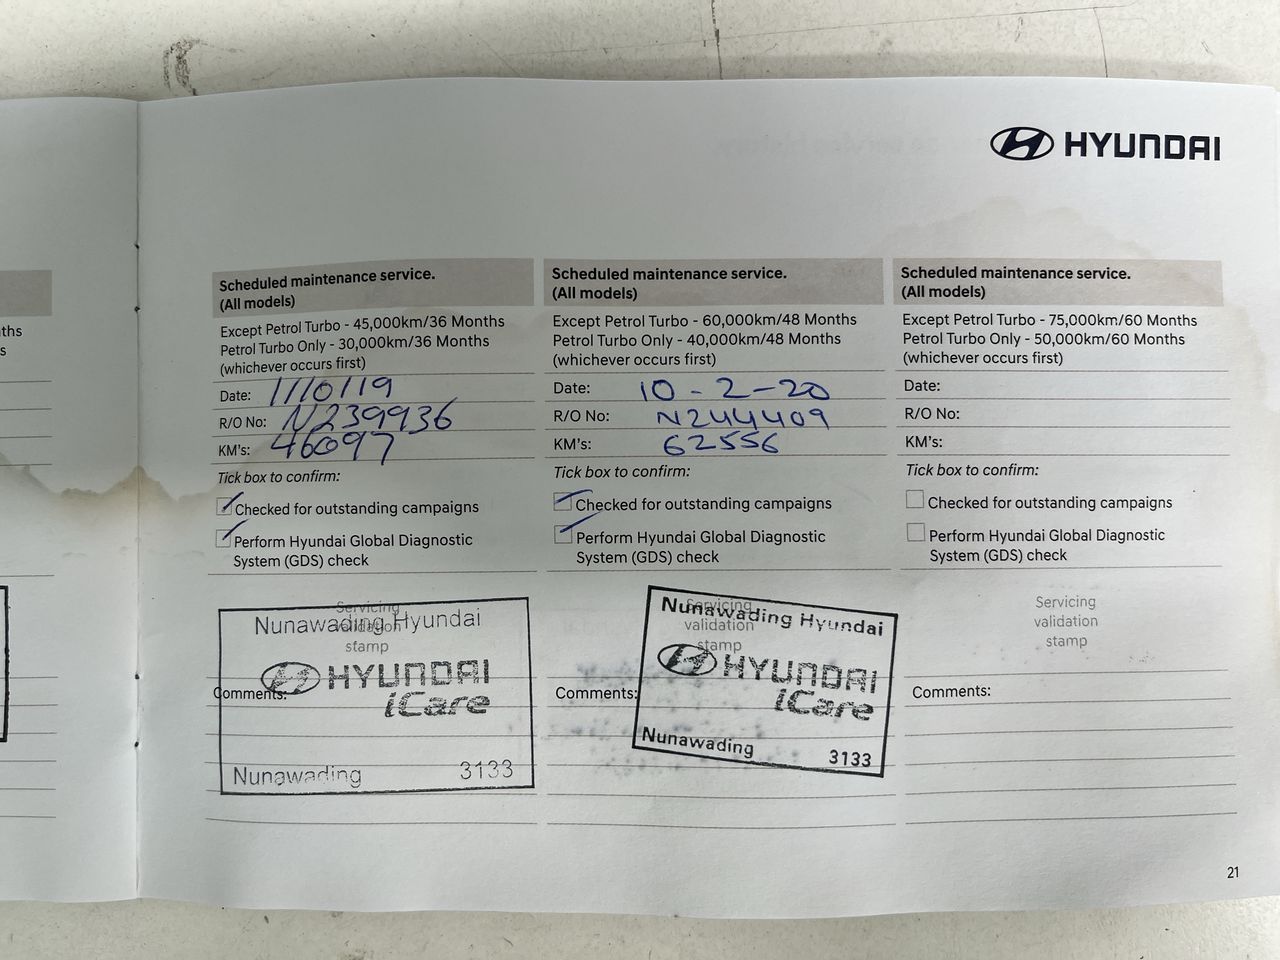 HYUNDAI
ths
s
Scheduled maintenance service.
(All models)
Except Petrol Turbo - 45,000km/36 Months
Petrol Turbo Only - 30,000km/36 Months
(whichever occurs first)
Date: 1/10/19
R/O No: N239936
KM's: 46097
Tick box to confirm:
Checked for outstanding campaigns
Perform Hyundai Global Diagnostic
System (GDS) check
Servicing
validation
stamp
Nunawading Hyundai
HYUNDAI
iCare
Comments:
Nunawading 3133
Scheduled maintenance service.
(All models)
Except Petrol Turbo - 60,000km/48 Months
Petrol Turbo Only - 40,000km/48 Months
(whichever occurs first)
Date: 10-2-20
R/O No: N244409
KM's: 62556
Tick box to confirm:
Checked for outstanding campaigns
Perform Hyundai Global Diagnostic
System (GDS) check
Servicing
validation
stamp
Nunawading Hyundai
HYUNDAI
iCare
Comments:
Nunawading 3133
Scheduled maintenance service.
(All models)
Except Petrol Turbo - 75,000km/60 Months
Petrol Turbo Only - 50,000km/60 Months
(whichever occurs first)
Date:
R/O No:
KM's:
Tick box to confirm:
Checked for outstanding campaigns
Perform Hyundai Global Diagnostic
System (GDS) check
Servicing
validation
stamp
Comments:
21